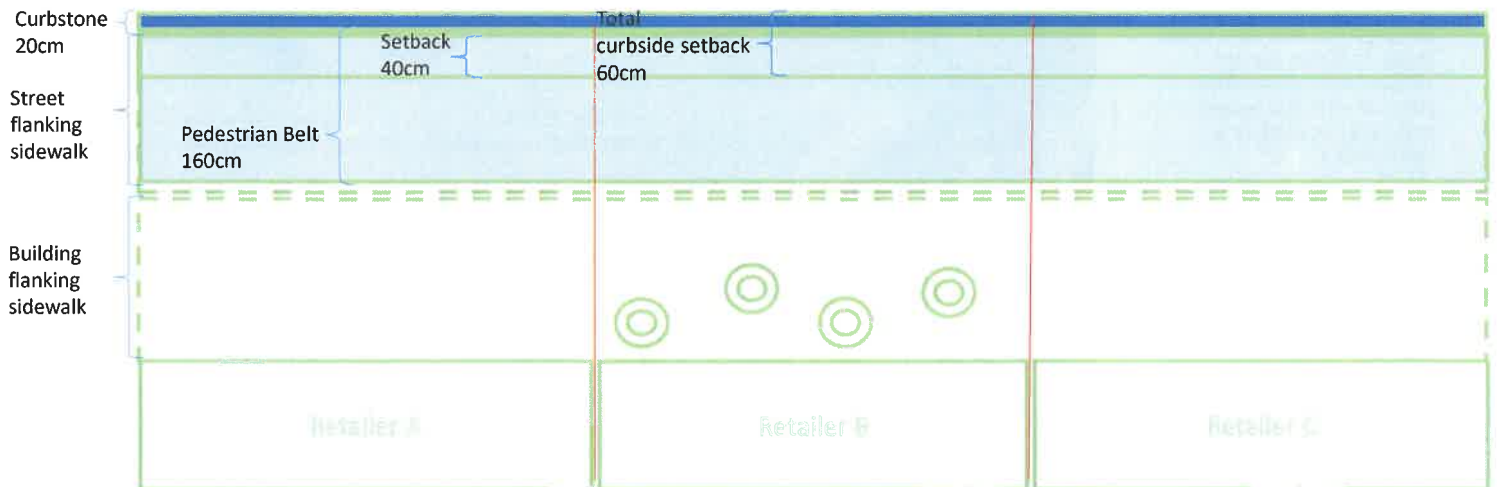 Curbstone
20cm
Setback
40cm
Total
curbside setback
60cm
Street
flanking
sidewalk
Pedestrian Belt
160cm
Building
flanking
sidewalk
Retailer A
Retailer B
Retailer C